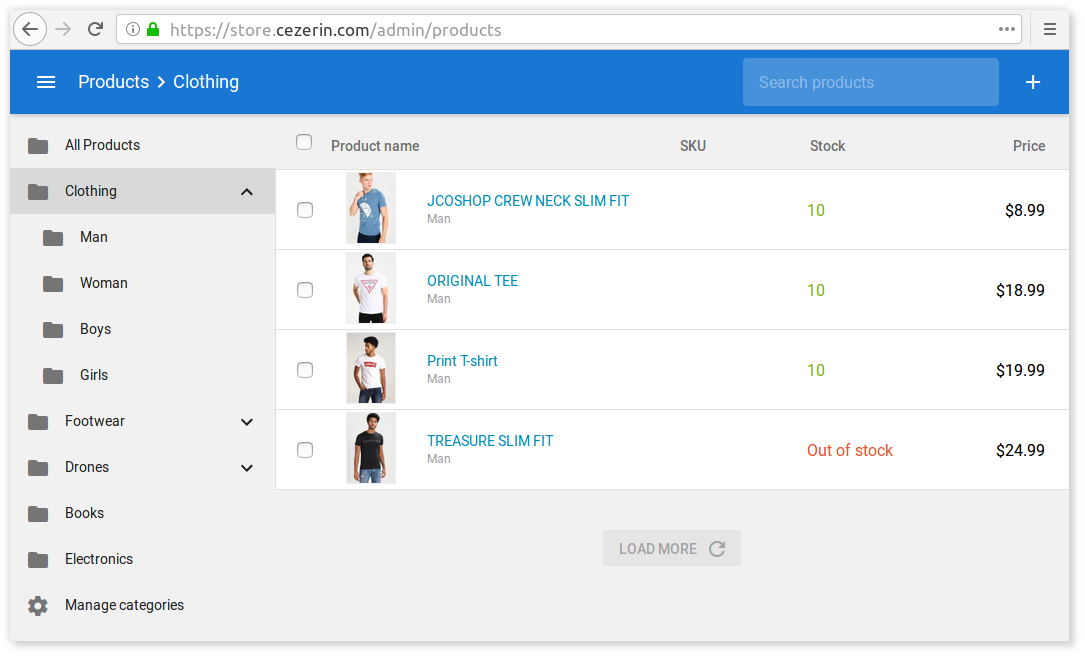 https://store.cezerin.com/admin/products
Products > Clothing
Search products
All Products
Clothing
Man
Woman
Boys
Girls
Footwear
Drones
Books
Electronics
Manage categories
Product name SKU Stock Price
JCOSHOP CREW NECK SLIM FIT
Man
10 $8.99
ORIGINAL TEE
Man
10 $18.99
Print T-shirt
Man
10 $19.99
TREASURE SLIM FIT
Man
Out of stock $24.99
LOAD MORE